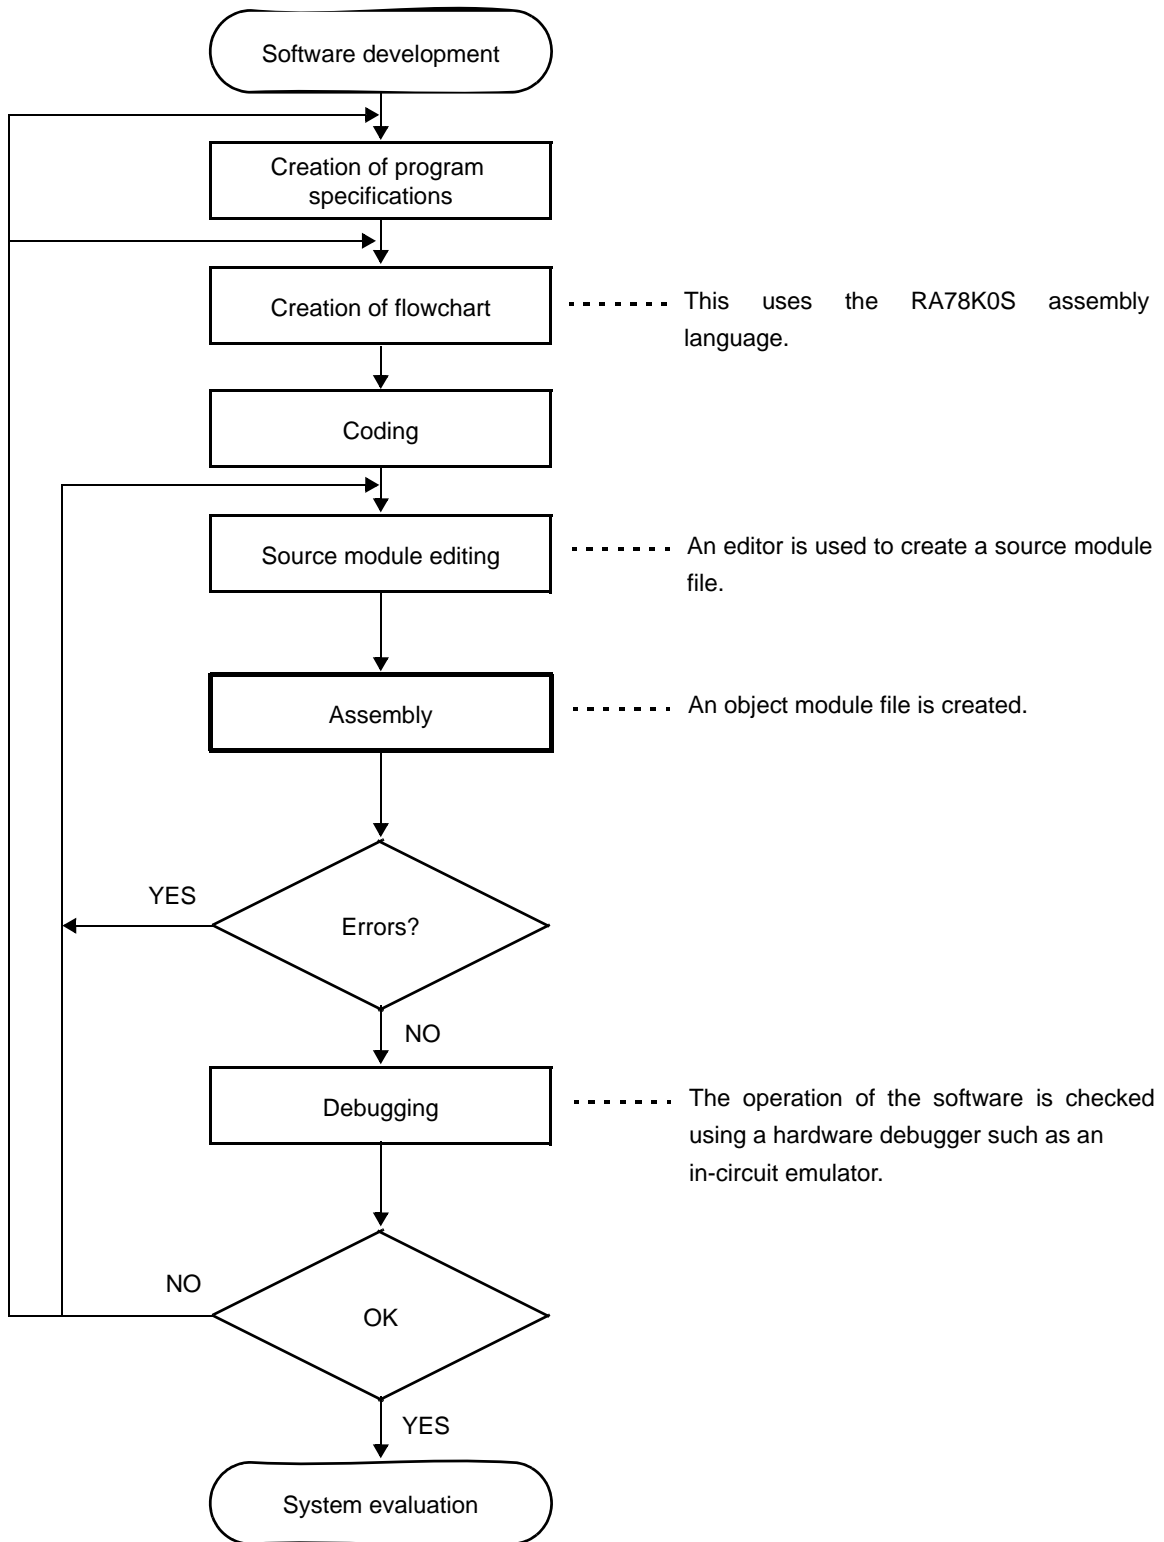 Software development
Creation of program
specifications
Creation of flowchart
This uses the RA78K0S assembly
language.
Coding
Source module editing
An editor is used to create a source module
file.
Assembly
An object module file is created.
YES
Errors?
NO
Debugging
The operation of the software is checked
using a hardware debugger such as an
in-circuit emulator.
NO
OK
YES
System evaluation